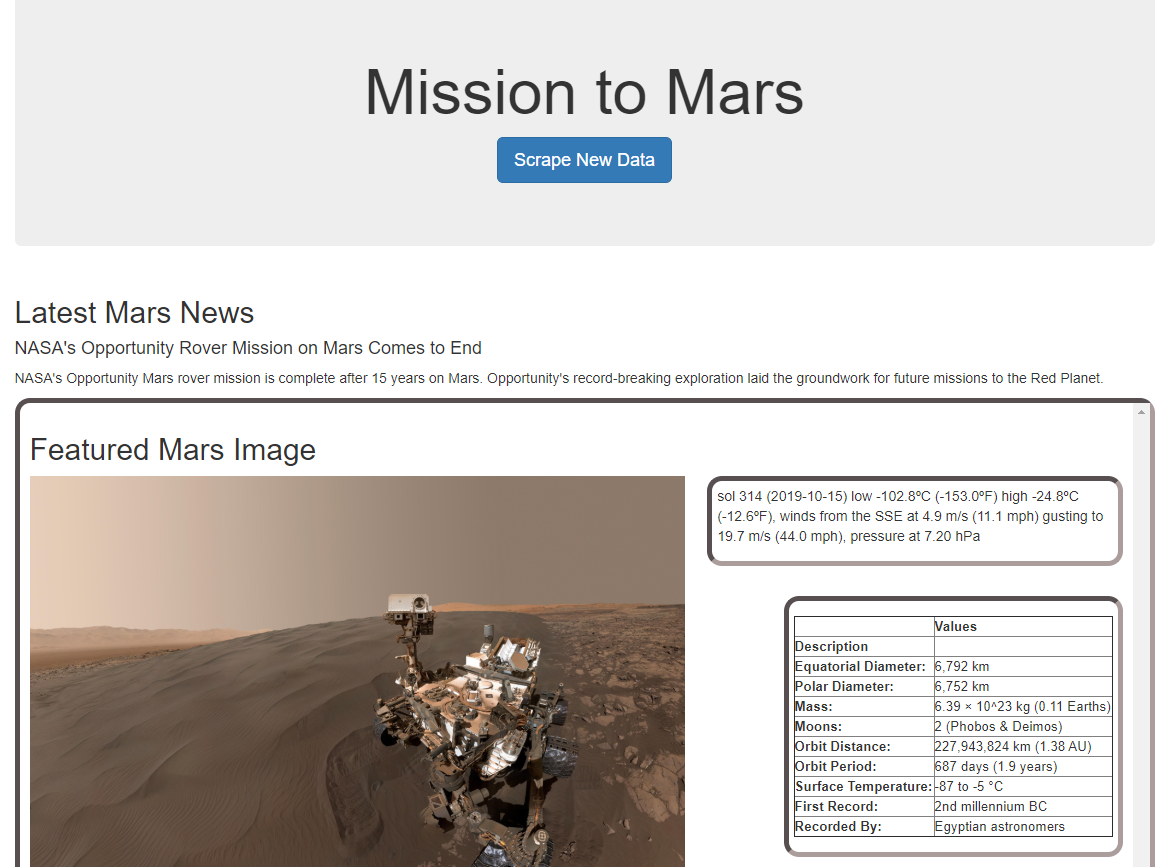 Mission to Mars
Scrape New Data
Latest Mars News
NASA's Opportunity Rover Mission on Mars Comes to End
NASA's Opportunity Mars rover mission is complete after 15 years on Mars. Opportunity's record-breaking exploration laid the groundwork for future missions to the Red Planet.
Featured Mars Image
sol 314 (2019-10-15) low -102.8ºC (-153.0ºF) high -24.8ºC
(-12.6ºF), winds from the SSE at 4.9 m/s (11.1 mph) gusting to
19.7 m/s (44.0 mph), pressure at 7.20 hPa
Values
Description
Equatorial Diameter: 6,792 km
Polar Diameter: 6,752 km
Mass: 6.39 × 10^23 kg (0.11 Earths)
Moons: 2 (Phobos & Deimos)
Orbit Distance: 227,943,824 km (1.38 AU)
Orbit Period: 687 days (1.9 years)
Surface Temperature: -87 to -5 °C
First Record: 2nd millennium BC
Recorded By: Egyptian astronomers